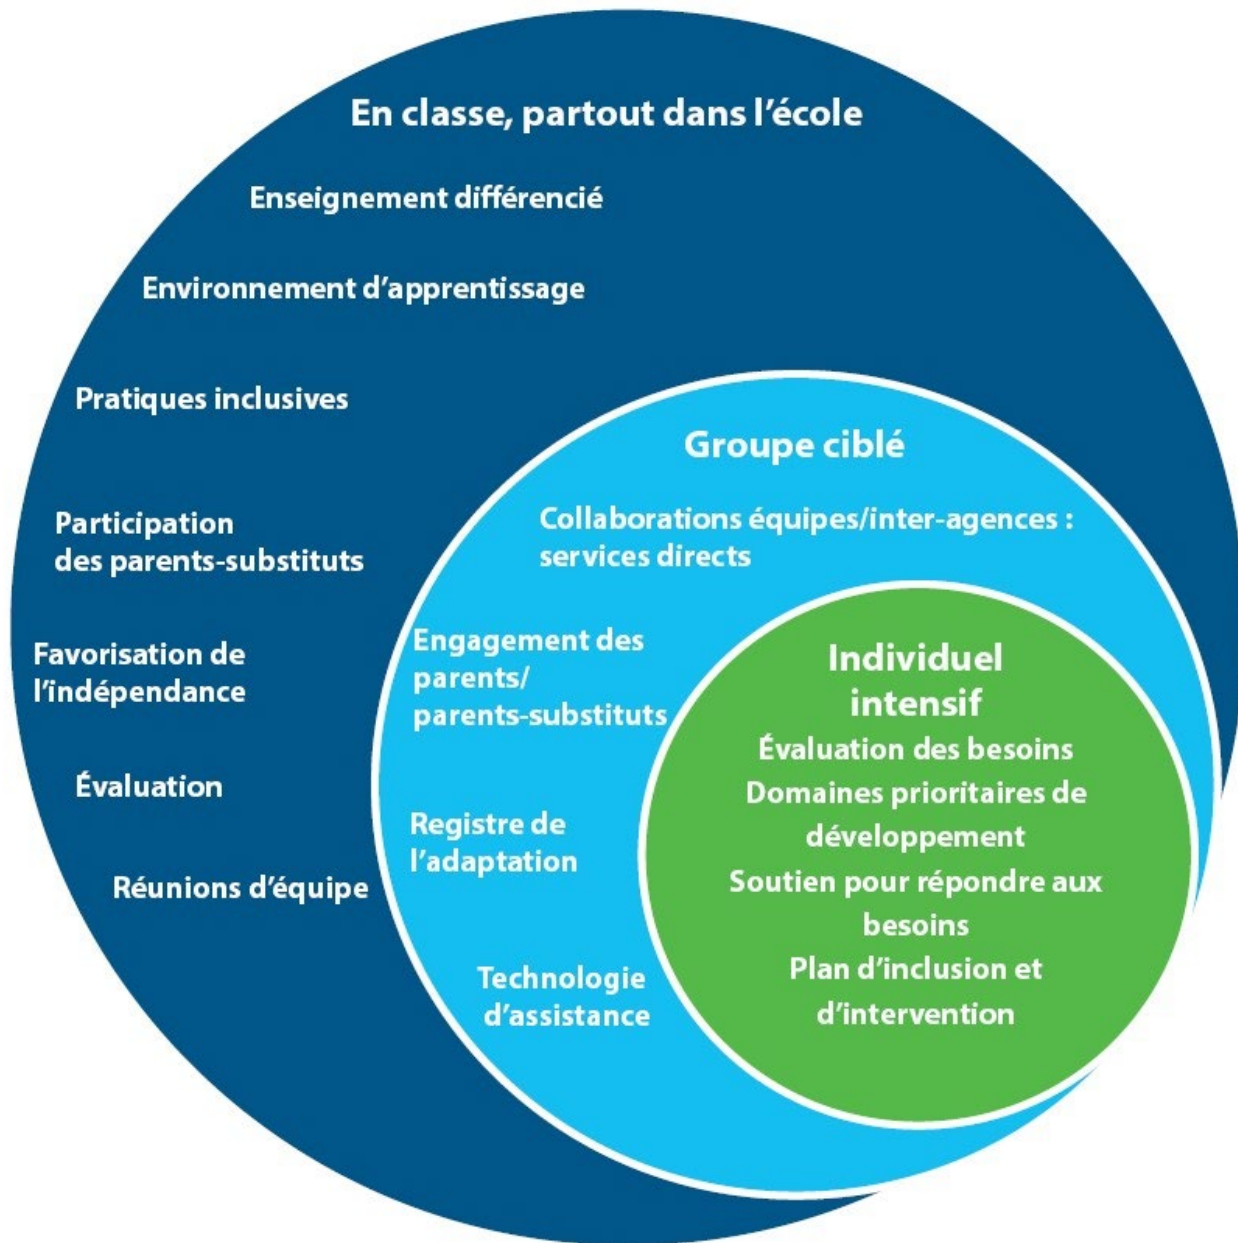 En classe, partout dans l’école
Enseignement différencié
Environnement d’apprentissage
Pratiques inclusives
Participation
des parents-substituts
Favorisation de
l’indépendance
Évaluation
Réunions d’équipe
Groupe ciblé
Collaborations équipes/inter-agences :
services directs
Engagement des
parents/
parents-substituts
Registre de
l’adaptation
Technologie
d’assistance
Individuel
intensif
Évaluation des besoins
Domaines prioritaires de
développement
Soutien pour répondre aux
besoins
Plan d’inclusion et
d’intervention